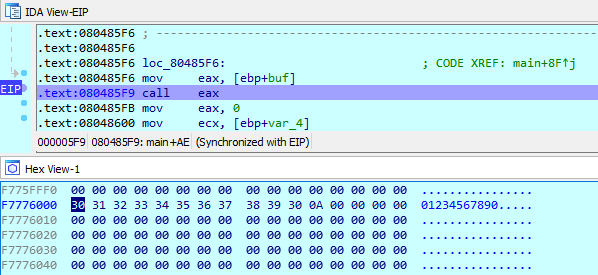 IDA View-EIP
.text:080485F6 ; ---------------------------------------------------------------
.text:080485F6
.text:080485F6 loc_80485F6: ; CODE XREF: main+8F↑j
.text:080485F6 mov eax, [ebp+buf]
EIP .text:080485F9 call eax
.text:080485FB mov eax, 0
.text:08048600 mov ecx, [ebp+var_4]
000005F9 080485F9: main+AE (Synchronized with EIP)
Hex View-1
F775FFF0 00 00 00 00 00 00 00 00 00 00 00 00 00 00 00 00 ................
F7776000 30 31 32 33 34 35 36 37 38 39 30 0A 00 00 00 00 01234567890.....
F7776010 00 00 00 00 00 00 00 00 00 00 00 00 00 00 00 00 ................
F7776020 00 00 00 00 00 00 00 00 00 00 00 00 00 00 00 00 ................
F7776030 00 00 00 00 00 00 00 00 00 00 00 00 00 00 00 00 ................
F7776040 00 00 00 00 00 00 00 00 00 00 00 00 00 00 00 00 ................